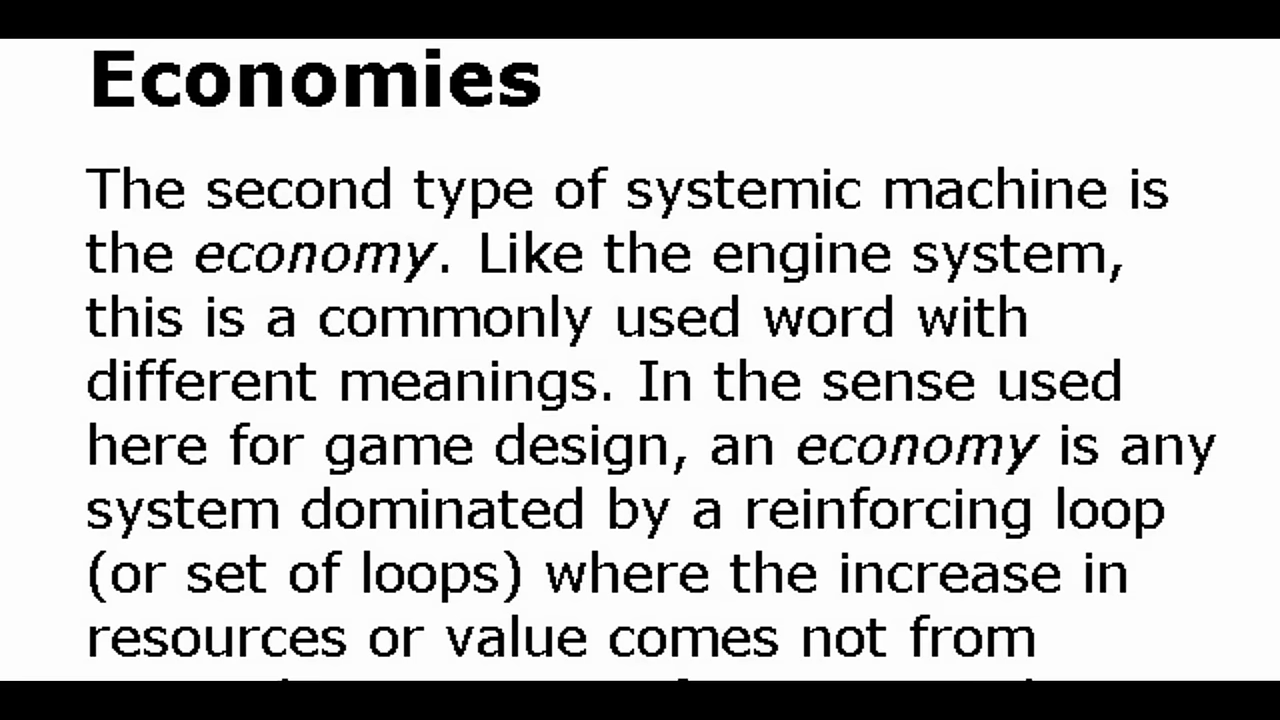 Economies
The second type of systemic machine is
the economy. Like the engine system,
this is a commonly used word with
different meanings. In the sense used
here for game design, an economy is any
system dominated by a reinforcing loop
(or set of loops) where the increase in
resources or value comes not from